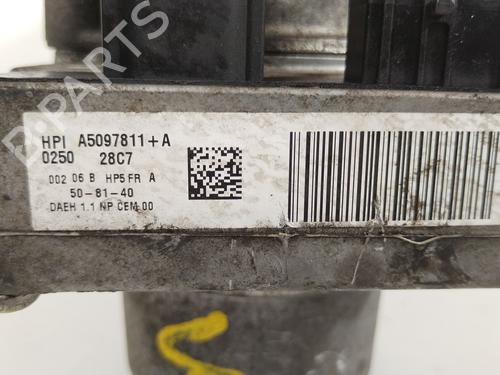 HPI A5097811+A
0250 28C7
002 06 B HP5 FR A
50-81-40
DAEH 1.1 NP CEM 00
B-PARTS